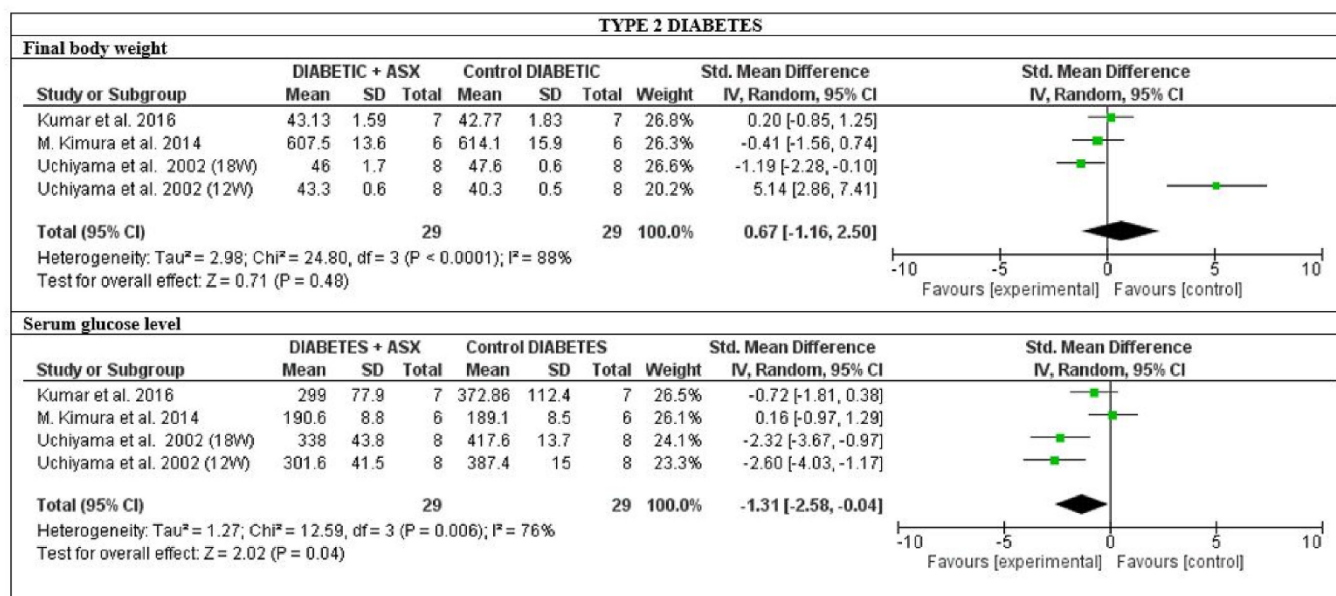 TYPE 2 DIABETES
Final body weight
DIABETIC + ASX Control DIABETIC Std. Mean Difference Std. Mean Difference
Study or Subgroup Mean SD Total Mean SD Total Weight IV, Random, 95% CI IV, Random, 95% CI
Kumar et al. 2016 43.13 1.59 7 42.77 1.83 7 26.8% 0.20 [-0.85, 1.25]
M. Kimura et al. 2014 607.5 13.6 6 614.1 15.9 6 26.3% -0.41 [-1.56, 0.74]
Uchiyama et al. 2002 (18W) 46 1.7 8 47.6 0.6 8 26.6% -1.19 [-2.28, -0.10]
Uchiyama et al. 2002 (12W) 43.3 0.6 8 40.3 0.5 8 20.2% 5.14 [2.86, 7.41]
Total (95% CI) 29 29 100.0% 0.67 [-1.16, 2.50]
Heterogeneity: Tau² = 2.98; Chi² = 24.80, df = 3 (P < 0.0001); I² = 88%
Test for overall effect: Z = 0.71 (P = 0.48)
-10 -5 0 5 10
Favours [experimental] Favours [control]
Serum glucose level
DIABETES + ASX Control DIABETES Std. Mean Difference Std. Mean Difference
Study or Subgroup Mean SD Total Mean SD Total Weight IV, Random, 95% CI IV, Random, 95% CI
Kumar et al. 2016 299 77.9 7 372.86 112.4 7 26.5% -0.72 [-1.81, 0.38]
M. Kimura et al. 2014 190.6 8.8 6 189.1 8.5 6 26.1% 0.16 [-0.97, 1.29]
Uchiyama et al. 2002 (18W) 338 43.8 8 417.6 13.7 8 24.1% -2.32 [-3.67, -0.97]
Uchiyama et al. 2002 (12W) 301.6 41.5 8 387.4 15 8 23.3% -2.60 [-4.03, -1.17]
Total (95% CI) 29 29 100.0% -1.31 [-2.58, -0.04]
Heterogeneity: Tau² = 1.27; Chi² = 12.59, df = 3 (P = 0.006); I² = 76%
Test for overall effect: Z = 2.02 (P = 0.04)
-10 -5 0 5 10
Favours [experimental] Favours [control]